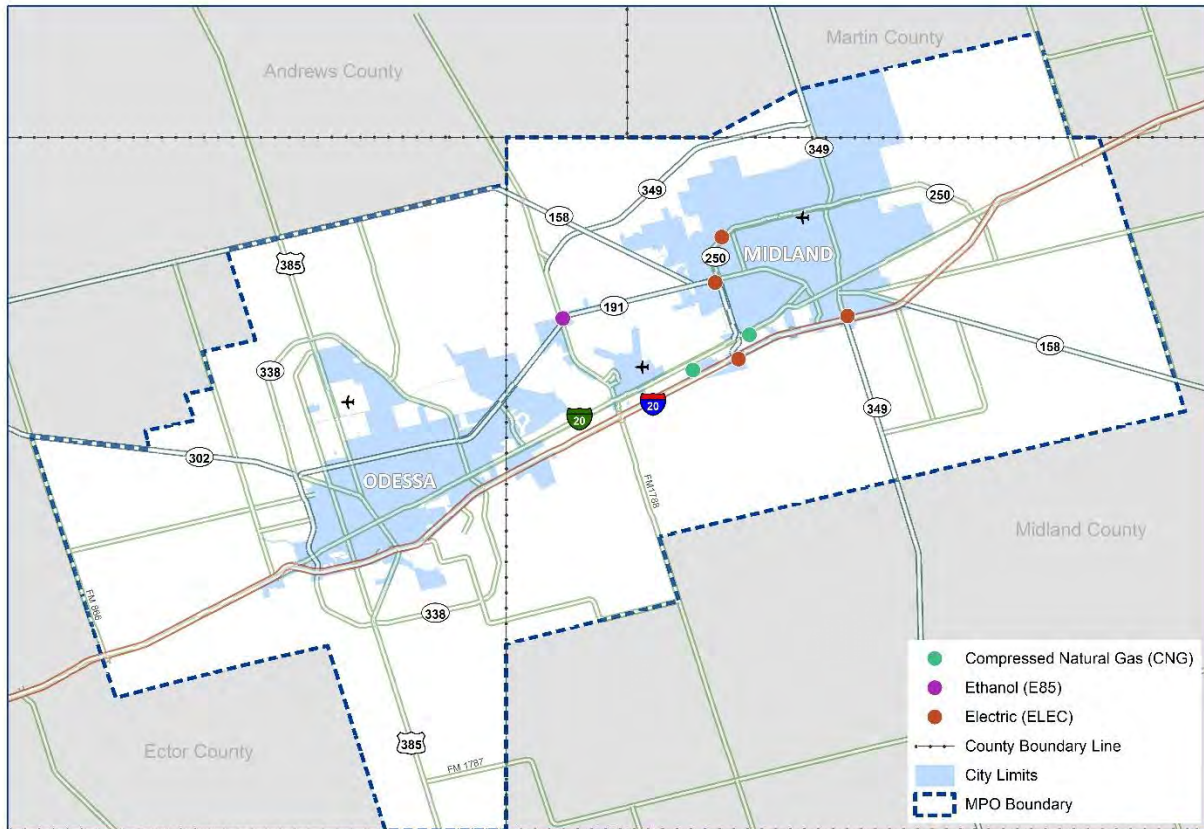 Martin County
Andrews County
349
349
250
158
385
250
MIDLAND
191
338
158
20
20
349
302
ODESSA
FM1788
Midland County
FM 866
338
Compressed Natural Gas (CNG)
Ethanol (E85)
Electric (ELEC)
County Boundary Line
City Limits
MPO Boundary
Ector County
385
FM 1787